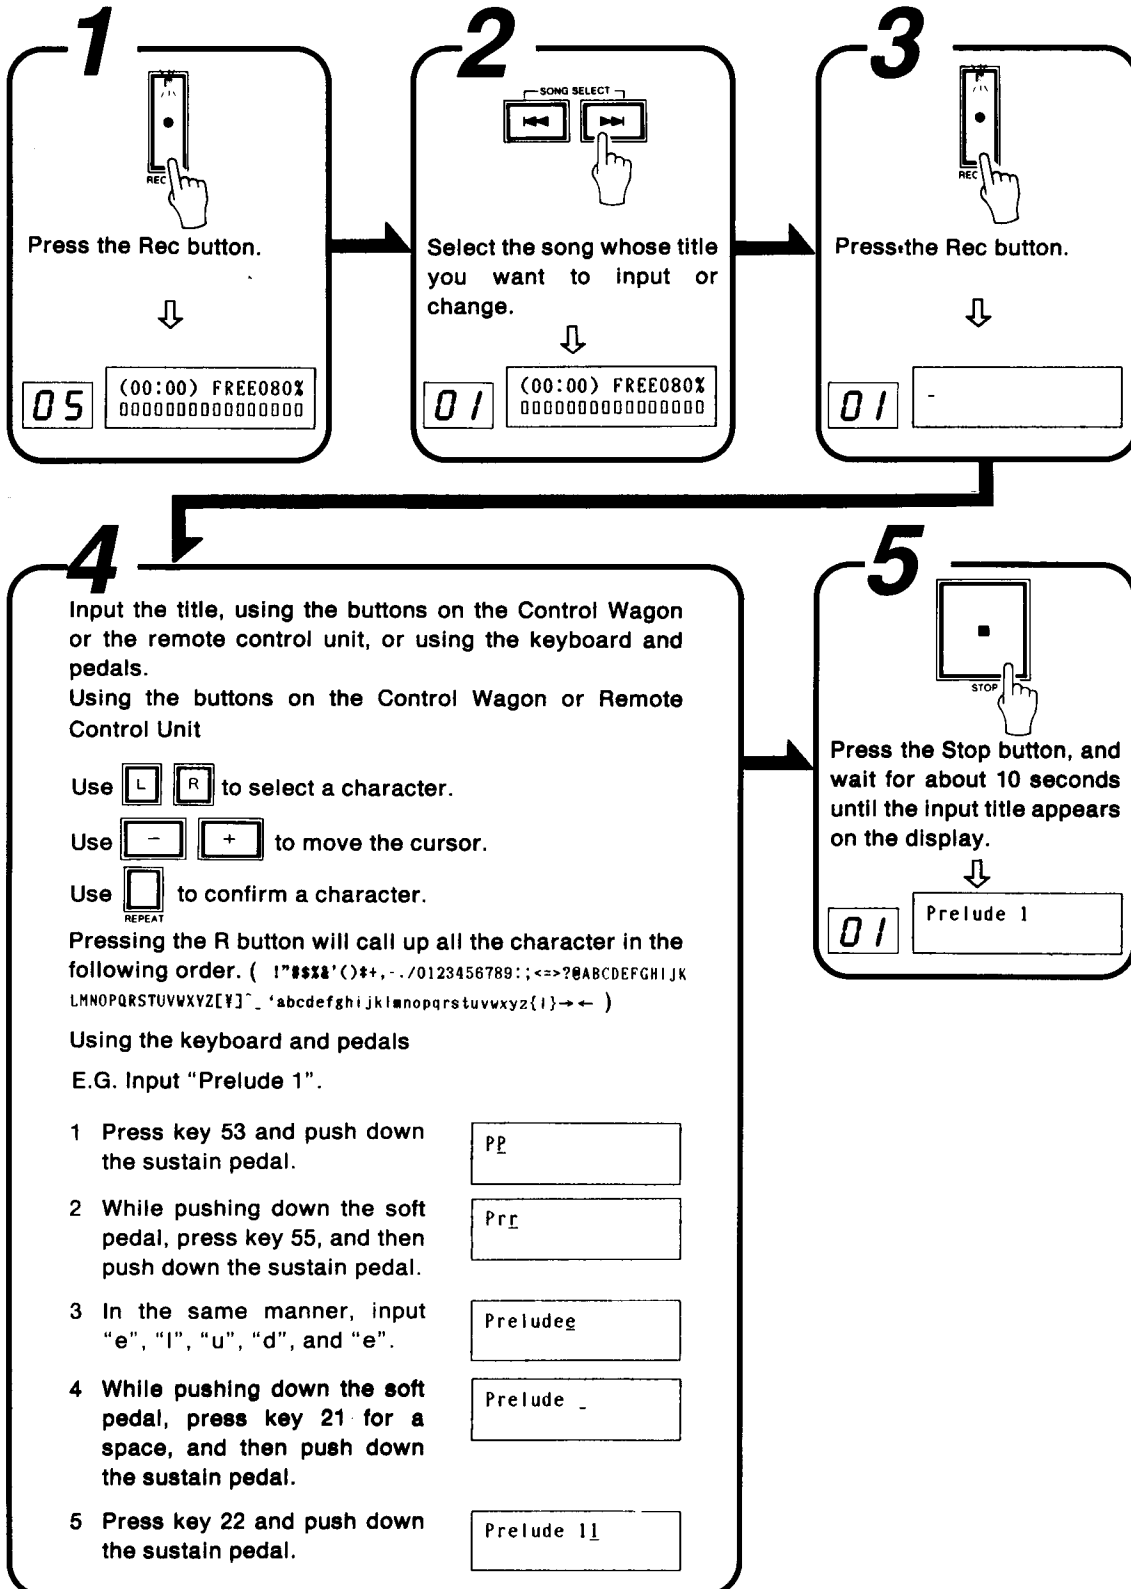 1
REC
Press the Rec button.
05
(00:00) FREE080%
0000000000000000
2
SONG SELECT
Select the song whose title
you want to input or
change.
01
(00:00) FREE080%
0000000000000000
3
REC
Press the Rec button.
01
-
4
Input the title, using the buttons on the Control Wagon
or the remote control unit, or using the keyboard and
pedals.
Using the buttons on the Control Wagon or Remote
Control Unit
Use L R to select a character.
Use - + to move the cursor.
Use to confirm a character.
REPEAT
Pressing the R button will call up all the character in the
following order. ( !"#$%&'()*+,-./0123456789:;<=>?@ABCDEFGHIJK
LMNOPQRSTUVWXYZ[¥]^_ 'abcdefghijklmnopqrstuvwxyz{|}→← )
Using the keyboard and pedals
E.G. Input "Prelude 1".
1 Press key 53 and push down
the sustain pedal.
PP
2 While pushing down the soft
pedal, press key 55, and then
push down the sustain pedal.
Prr
3 In the same manner, input
"e", "l", "u", "d", and "e".
Preludee
4 While pushing down the soft
pedal, press key 21 for a
space, and then push down
the sustain pedal.
Prelude _
5 Press key 22 and push down
the sustain pedal.
Prelude 11
5
STOP
Press the Stop button, and
wait for about 10 seconds
until the input title appears
on the display.
01
Prelude 1